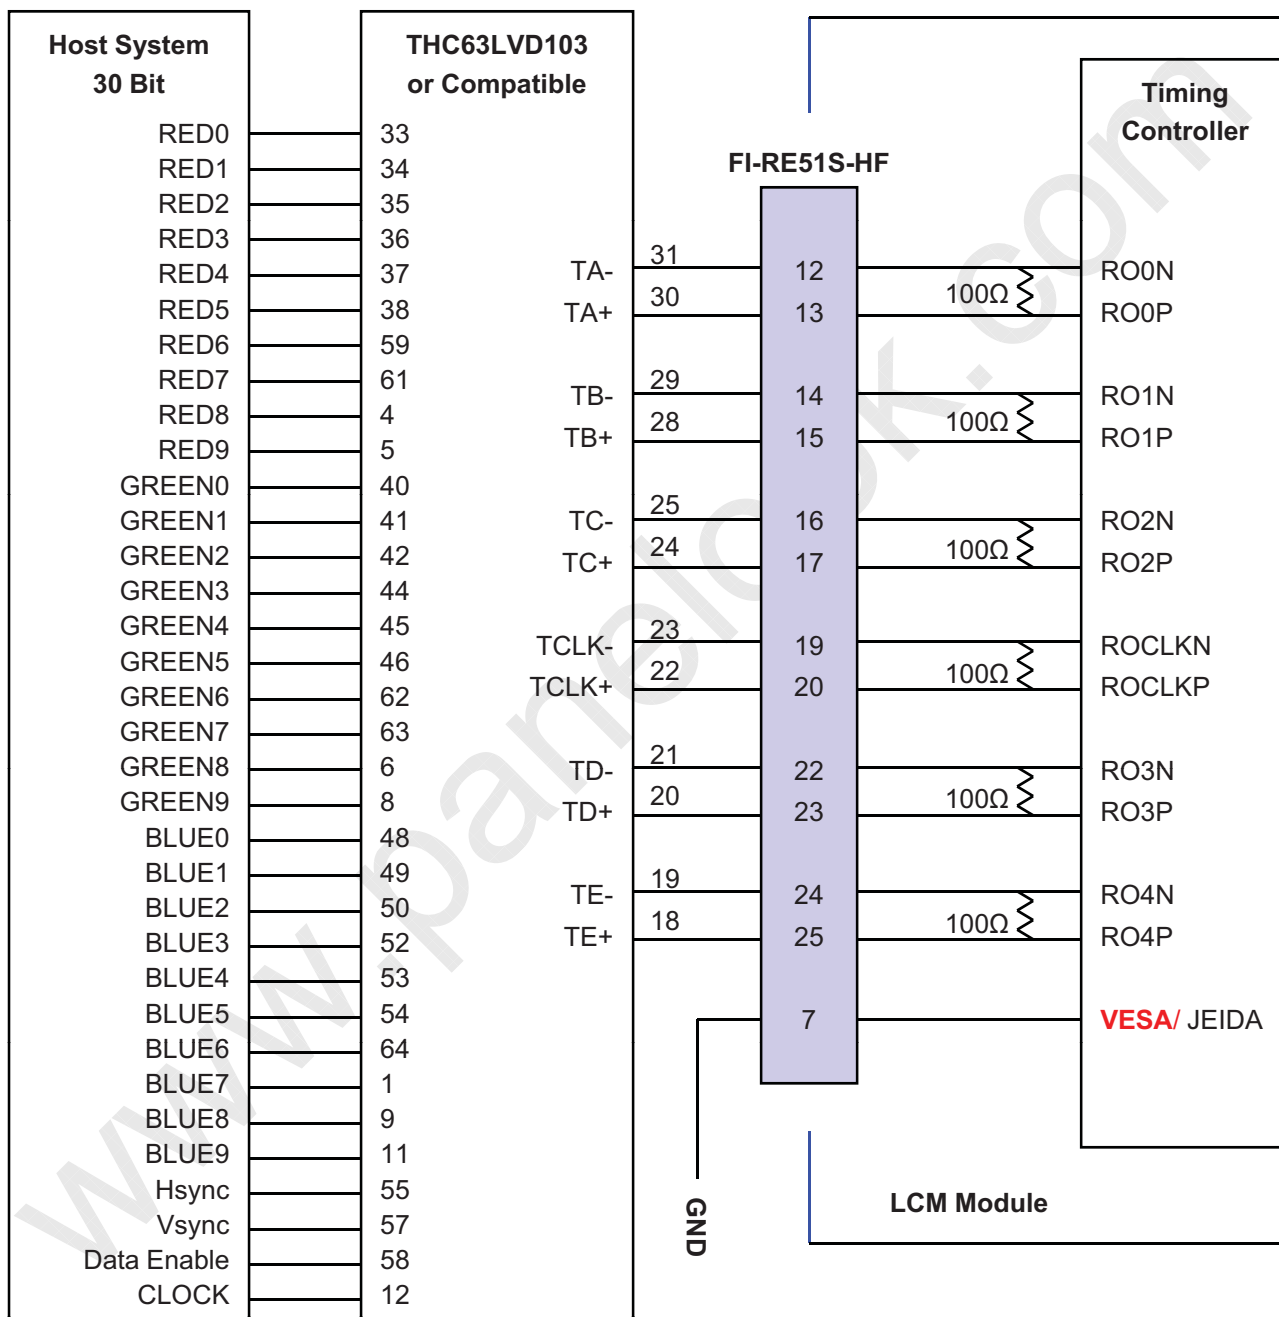 Host System
30 Bit
RED0
RED1
RED2
RED3
RED4
RED5
RED6
RED7
RED8
RED9
GREEN0
GREEN1
GREEN2
GREEN3
GREEN4
GREEN5
GREEN6
GREEN7
GREEN8
GREEN9
BLUE0
BLUE1
BLUE2
BLUE3
BLUE4
BLUE5
BLUE6
BLUE7
BLUE8
BLUE9
Hsync
Vsync
Data Enable
CLOCK
THC63LVD103
or Compatible
33
34
35
36
37
38
59
61
4
5
40
41
42
44
45
46
62
63
6
8
48
49
50
52
53
54
64
1
9
11
55
57
58
12
TA-
TA+
TB-
TB+
TC-
TC+
TCLK-
TCLK+
TD-
TD+
TE-
TE+
31
30
29
28
25
24
23
22
21
20
19
18
GND
FI-RE51S-HF
12
13
14
15
16
17
19
20
22
23
24
25
7
100Ω
100Ω
100Ω
100Ω
100Ω
100Ω
LCM Module
Timing
Controller
RO0N
RO0P
RO1N
RO1P
RO2N
RO2P
ROCLKN
ROCLKP
RO3N
RO3P
RO4N
RO4P
VESA/ JEIDA
www.panelook.com